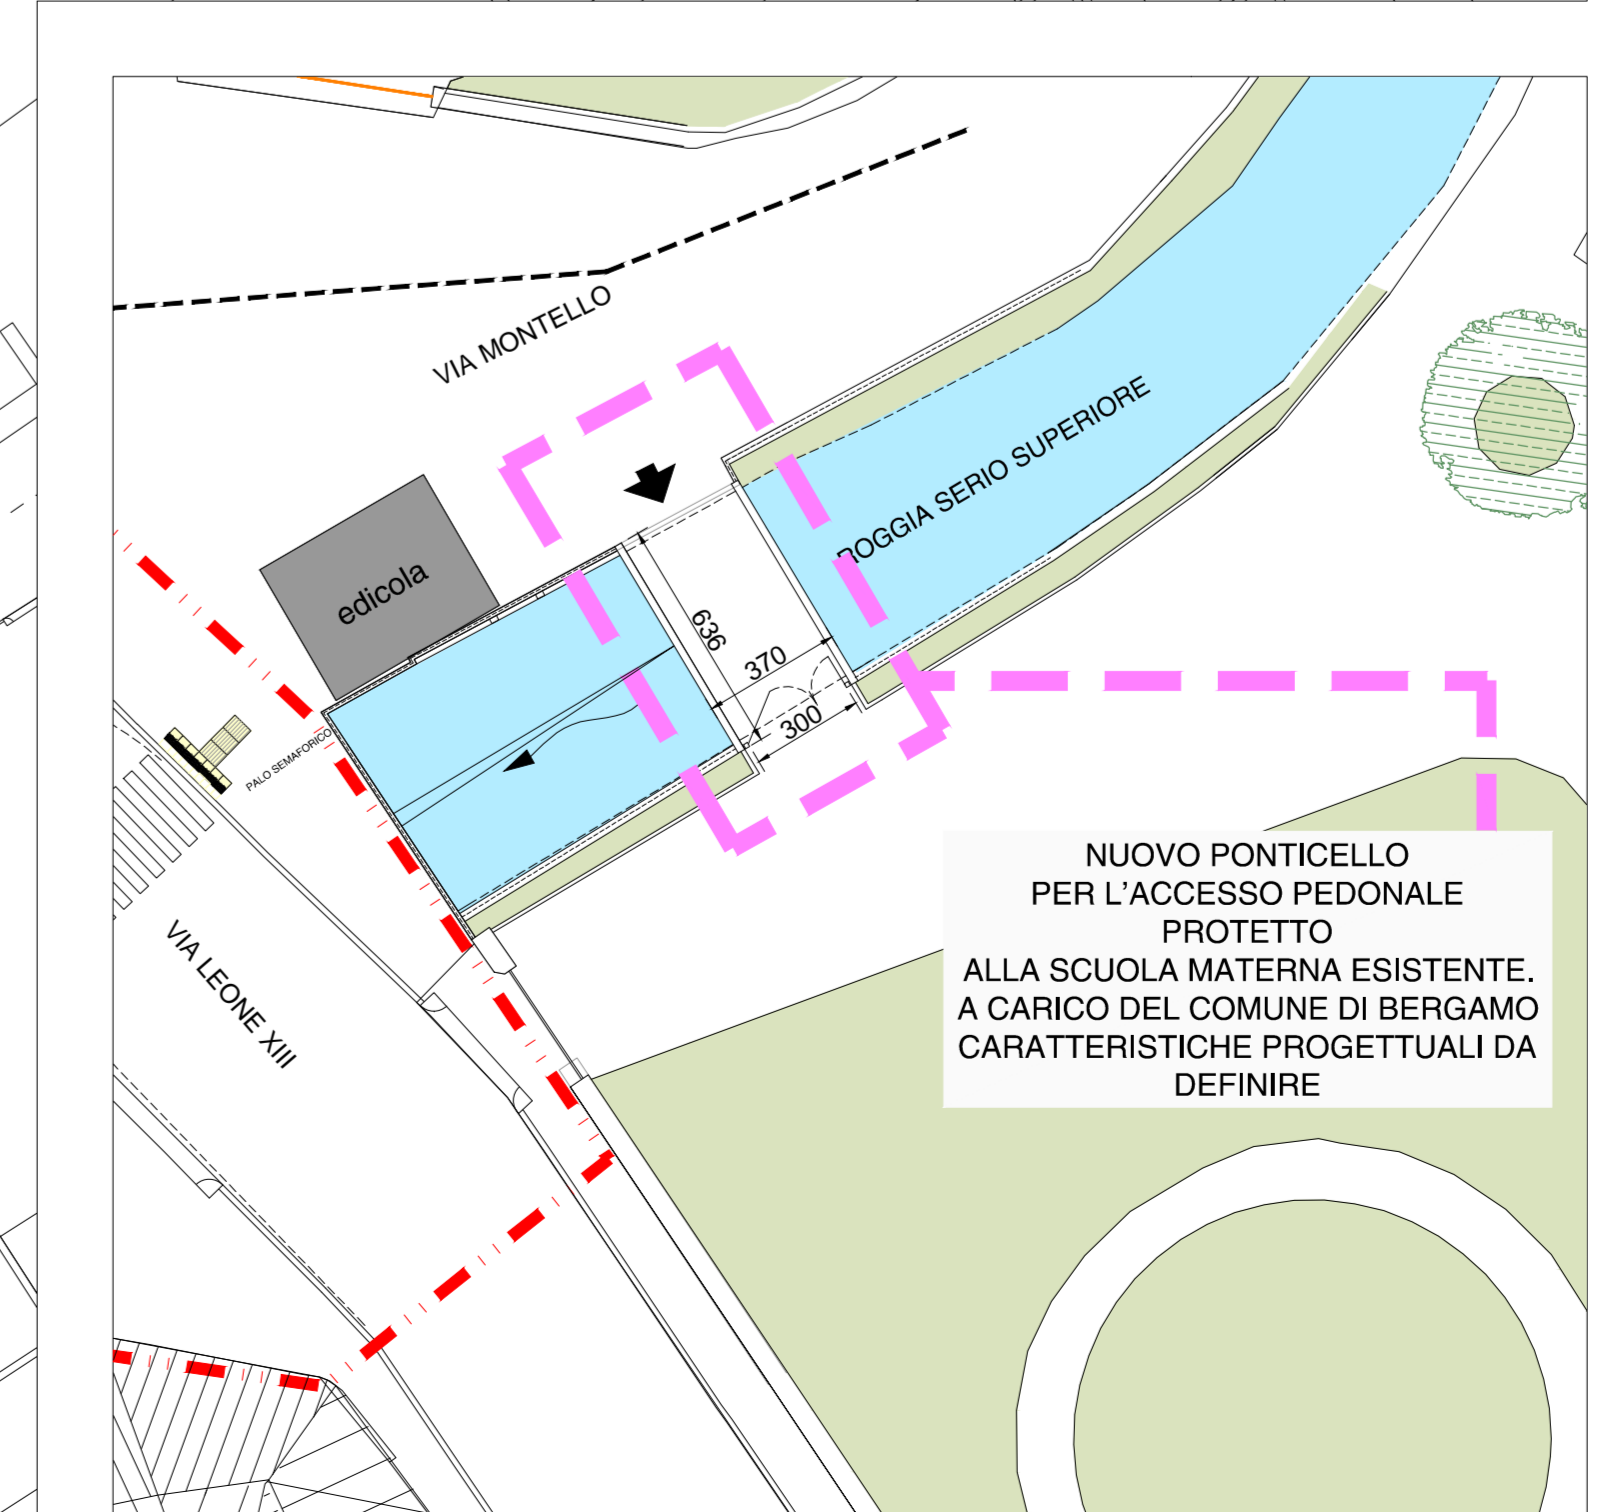 VIA MONTELLO
ROGGIA SERIO SUPERIORE
edicola
636
370
300
PALO SEMAFORICO
VIA LEONE XIII
NUOVO PONTICELLO
PER L'ACCESSO PEDONALE
PROTETTO
ALLA SCUOLA MATERNA ESISTENTE.
A CARICO DEL COMUNE DI BERGAMO
CARATTERISTICHE PROGETTUALI DA
DEFINIRE